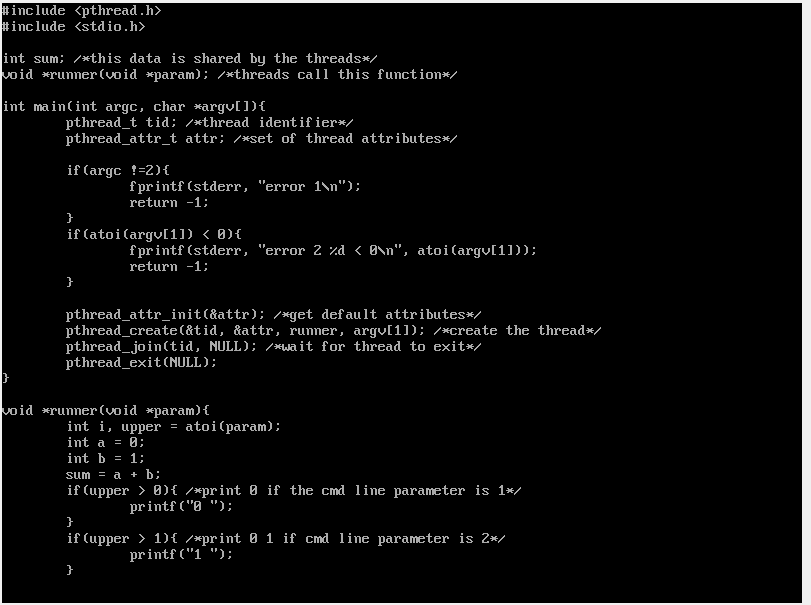 #include <pthread.h>
#include <stdio.h>

int sum; /*this data is shared by the threads*/
void *runner(void *param); /*threads call this function*/

int main(int argc, char *argv[]){
        pthread_t tid; /*thread identifier*/
        pthread_attr_t attr; /*set of thread attributes*/

        if(argc !=2){
                fprintf(stderr, "error 1\n");
                return -1;
        }
        if(atoi(argv[1]) < 0){
                fprintf(stderr, "error 2 %d < 0\n", atoi(argv[1]));
                return -1;
        }

        pthread_attr_init(&attr); /*get default attributes*/
        pthread_create(&tid, &attr, runner, argv[1]); /*create the thread*/
        pthread_join(tid, NULL); /*wait for thread to exit*/
        pthread_exit(NULL);
}

void *runner(void *param){
        int i, upper = atoi(param);
        int a = 0;
        int b = 1;
        sum = a + b;
        if(upper > 0){ /*print 0 if the cmd line parameter is 1*/
                printf("0 ");
        }
        if(upper > 1){ /*print 0 1 if cmd line parameter is 2*/
                printf("1 ");
        }